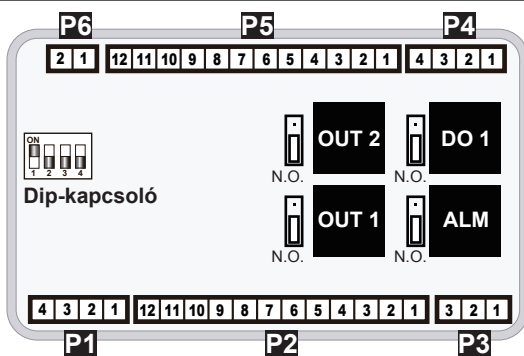 P6 P5 P4
2 1 12 11 10 9 8 7 6 5 4 3 2 1 4 3 2 1
OUT 2 DO 1
ON
1 2 3 4
N.O. N.O.
Dip-kapcsoló
OUT 1 ALM
N.O. N.O.
4 3 2 1 12 11 10 9 8 7 6 5 4 3 2 1 3 2 1
P1 P2 P3